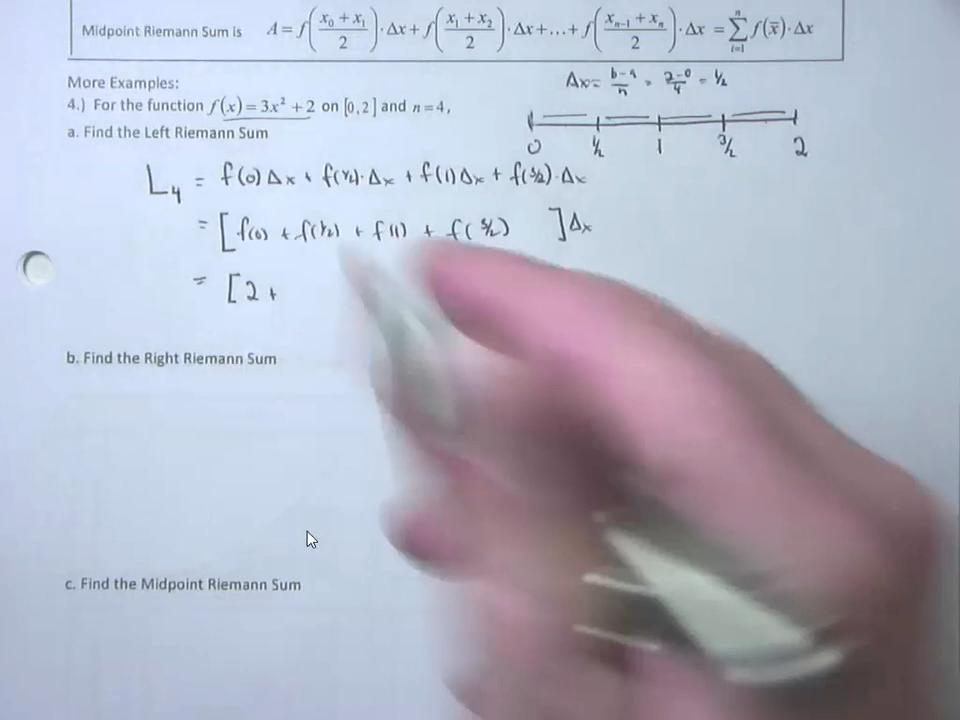 Midpoint Riemann Sum is A = f((x₀ + x₁)/2)·Δx + f((x₁ + x₂)/2)·Δx + ... + f((xₙ₋₁ + xₙ)/2)·Δx = ∑ᵢ₌₁ⁿ f(x̄)·Δx
More Examples:
Δx = (b-a)/n = (2-0)/4 = 1/2
4.) For the function f(x) = 3x² + 2 on [0,2] and n = 4,
a. Find the Left Riemann Sum
0 1/2 1 3/2 2
L₄ = f(0)Δx + f(1/2)·Δx + f(1)Δx + f(3/2)·Δx
= [f(0) + f(1/2) + f(1) + f(3/2) ]Δx
= [2 +
b. Find the Right Riemann Sum
c. Find the Midpoint Riemann Sum